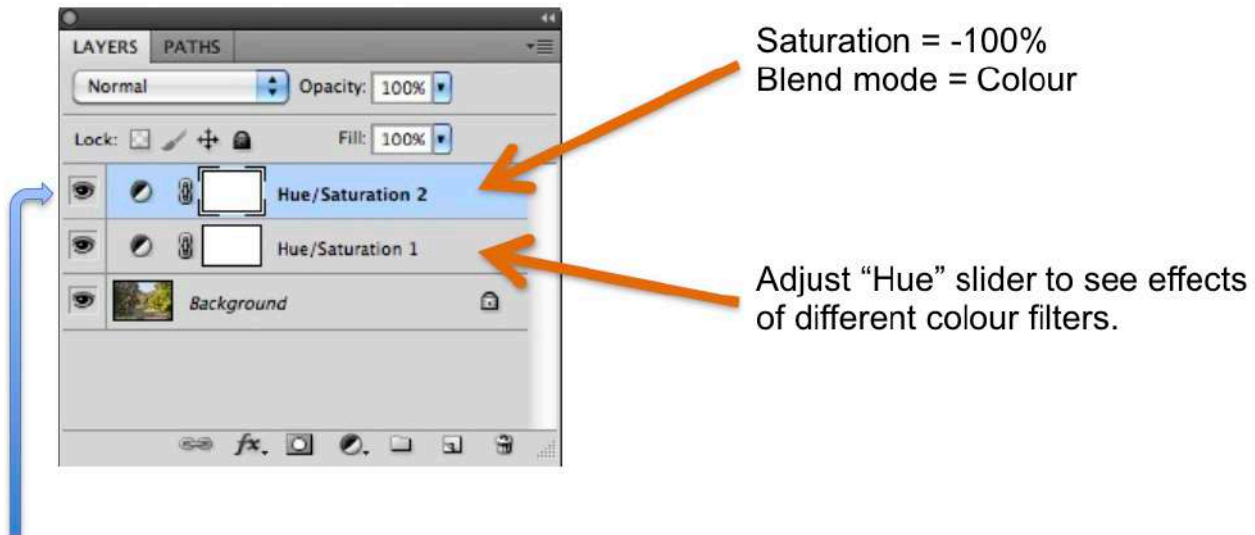 LAYERS PATHS
Normal Opacity: 100%
Lock: Fill: 100%
Hue/Saturation 2
Hue/Saturation 1
Background
fx.
Saturation = -100%
Blend mode = Colour
Adjust “Hue” slider to see effects
of different colour filters.